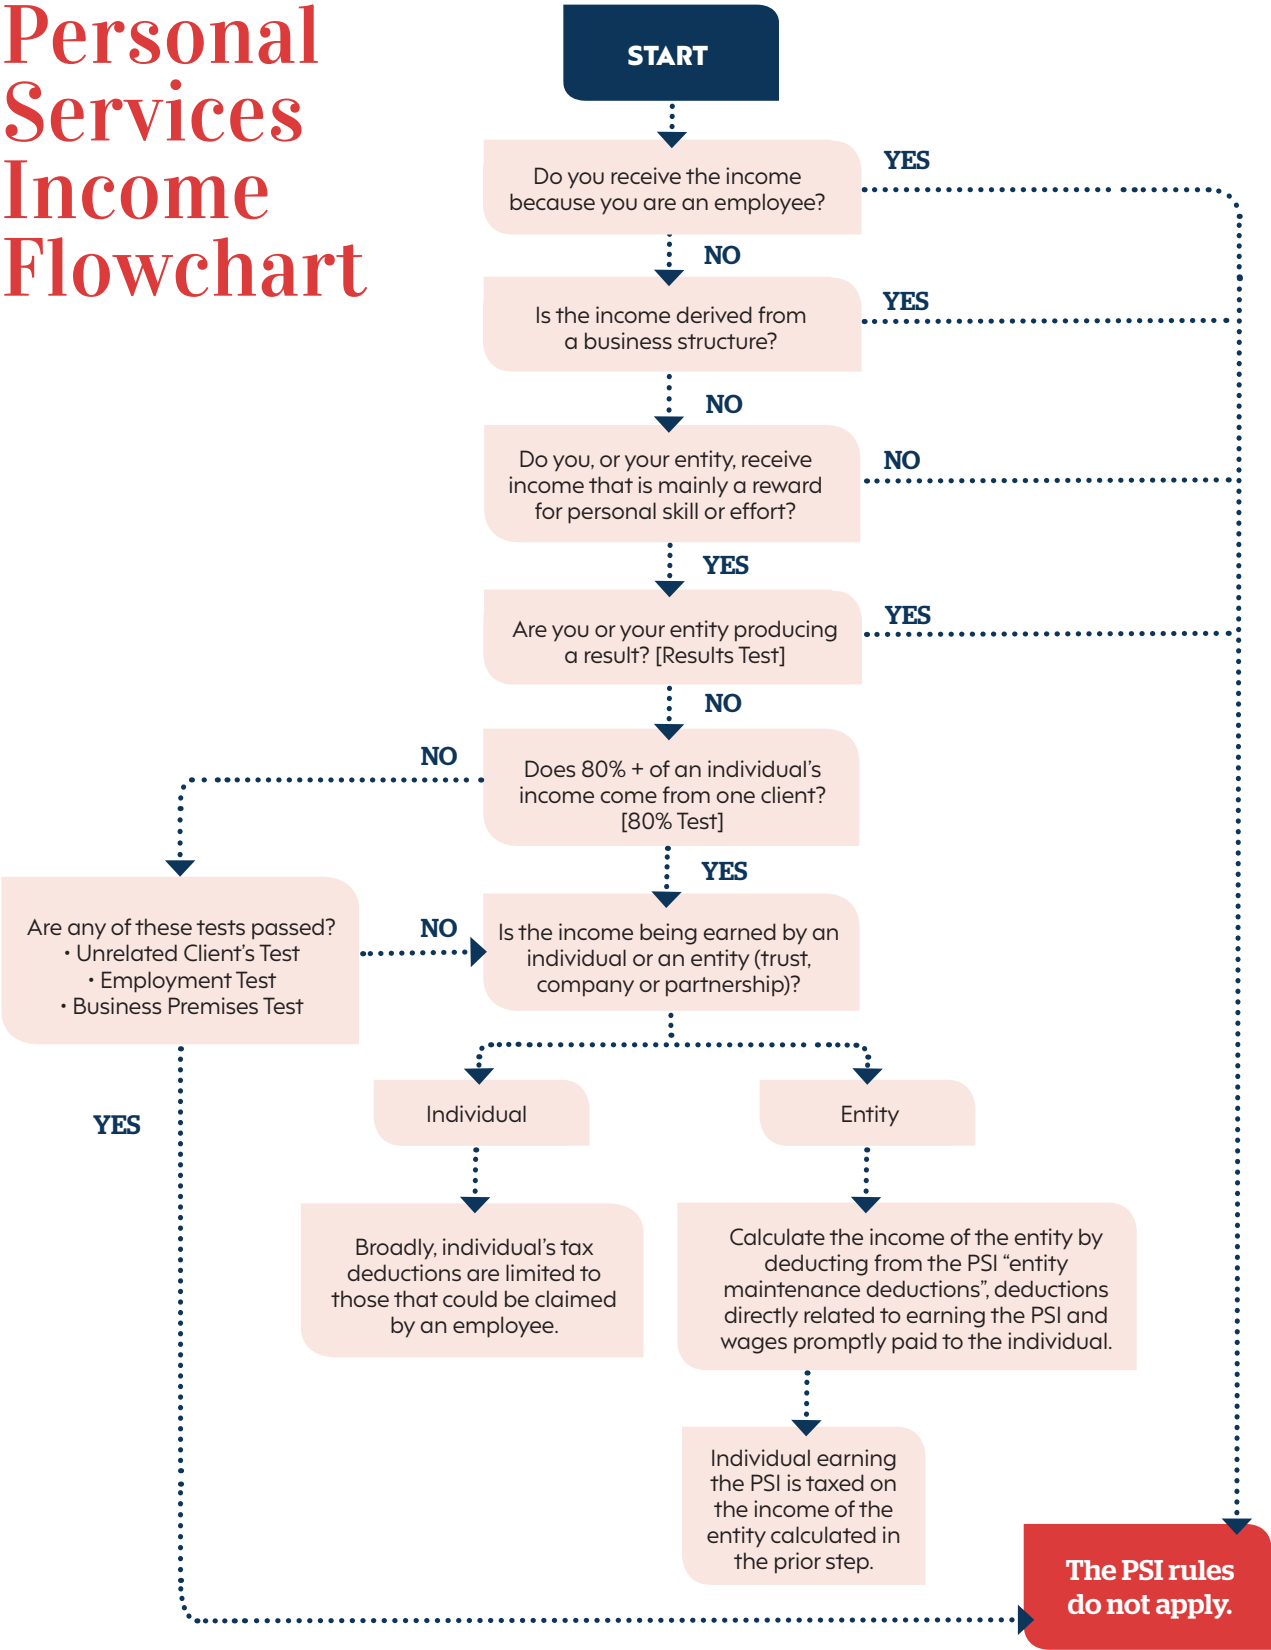 Personal
Services
Income
Flowchart
START
Do you receive the income
because you are an employee?
YES
NO
Is the income derived from
a business structure?
YES
NO
Do you, or your entity, receive
income that is mainly a reward
for personal skill or effort?
NO
YES
Are you or your entity producing
a result? [Results Test]
YES
NO
Does 80% + of an individual’s
income come from one client?
[80% Test]
NO
YES
Are any of these tests passed?
• Unrelated Client’s Test
• Employment Test
• Business Premises Test
NO
YES
Is the income being earned by an
individual or an entity (trust,
company or partnership)?
Individual
Entity
Broadly, individual’s tax
deductions are limited to
those that could be claimed
by an employee.
Calculate the income of the entity by
deducting from the PSI “entity
maintenance deductions”, deductions
directly related to earning the PSI and
wages promptly paid to the individual.
Individual earning
the PSI is taxed on
the income of the
entity calculated in
the prior step.
The PSI rules
do not apply.